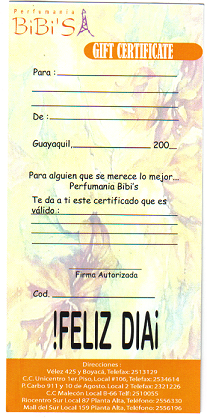 Perfumania
BiBi'S
GIFT CERTIFICATE
Para :
De :
Guayaquil, 200
Para alguien que se merece lo mejor...
Perfumania Bibi's
Te da a ti este certificado que es
válido :
Firma Autorizada
Cod.
!FELIZ DIA¡
Direcciones :
Vélez 425 y Boyacá, Telefax: 2513129
C.C. Unicentro 1er. Piso, Local #106, Telefax: 2534614
P. Carbo 911 y 10 de Agosto. Local 2 Telefax: 2321226
C.C Malecón Local B-66 Telf: 2510055
Riocentro Sur Local 87 Planta Alta, Teléfono: 2556330
Mall del Sur Local 159 Planta Alta, Teléfono: 2556196